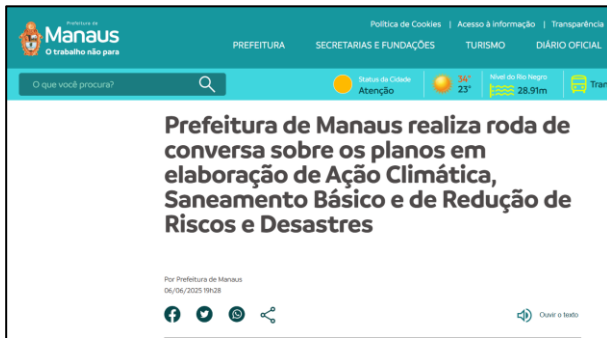 Prefeitura de
Manaus
O trabalho não para
Política de Cookies | Acesso à informação | Transparência
PREFEITURA SECRETARIAS E FUNDAÇÕES TURISMO DIÁRIO OFICIAL
O que você procura?
Status da Cidade
Atenção
34°
23°
Nível do Rio Negro
28.91m
Tran
Prefeitura de Manaus realiza roda de
conversa sobre os planos em
elaboração de Ação Climática,
Saneamento Básico e de Redução de
Riscos e Desastres
Por Prefeitura de Manaus
06/06/2025 19h28
Ouvir o texto